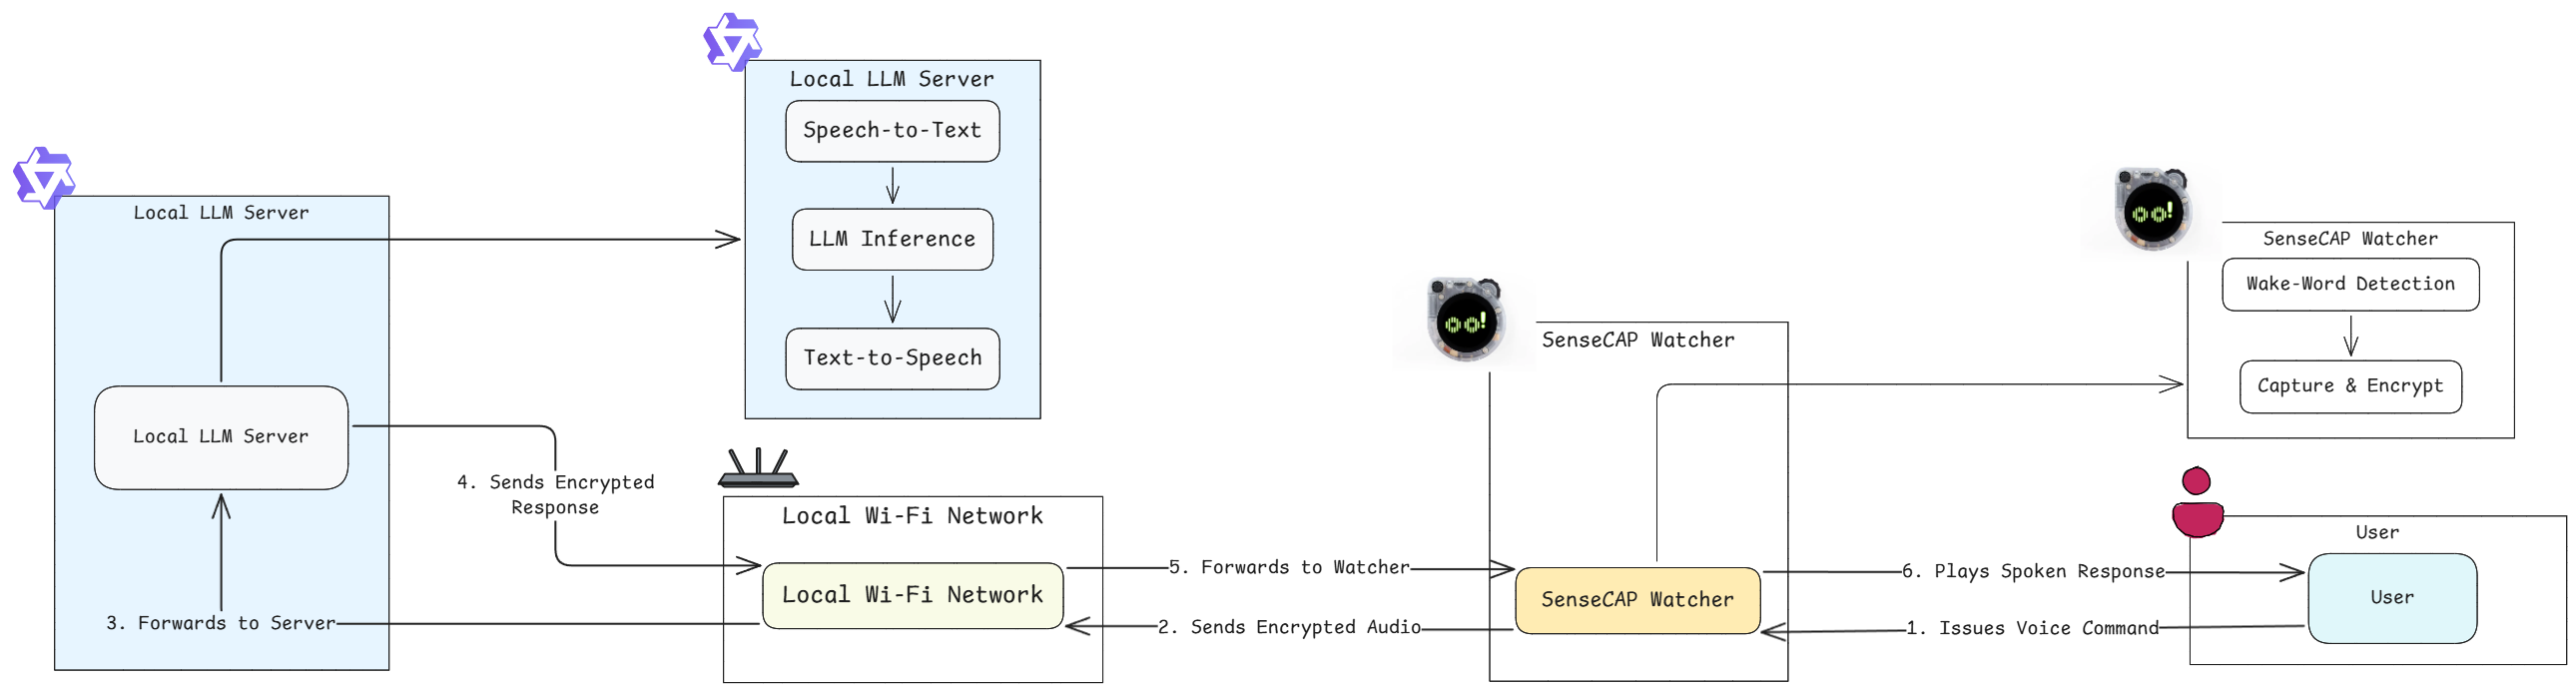 Local LLM Server
Speech-to-Text
LLM Inference
Text-to-Speech
Local LLM Server
Local LLM Server
4. Sends Encrypted
Response
3. Forwards to Server
Local Wi-Fi Network
Local Wi-Fi Network
5. Forwards to Watcher
2. Sends Encrypted Audio
SenseCAP Watcher
SenseCAP Watcher
SenseCAP Watcher
Wake-Word Detection
Capture & Encrypt
6. Plays Spoken Response
1. Issues Voice Command
User
User